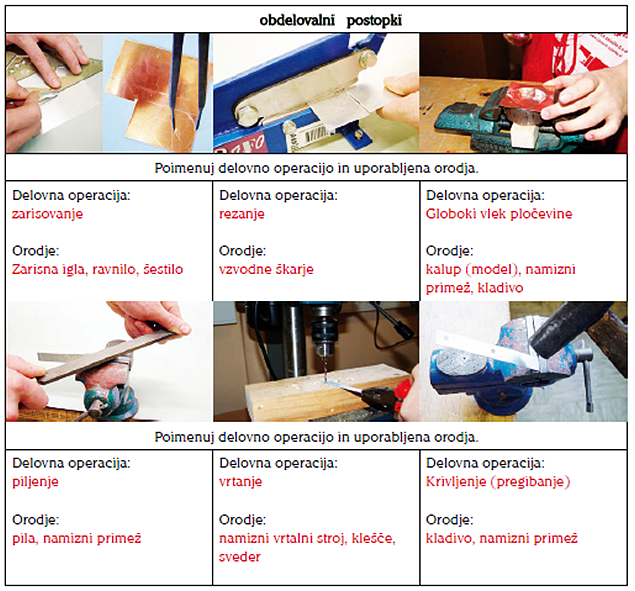 obdelovalni postopki
Poimenuj delovno operacijo in uporabljena orodja.
Delovna operacija:
zarisovanje
Orodje:
Zarisna igla, ravnilo, šestilo
Delovna operacija:
rezanje
Orodje:
vzvodne škarje
Delovna operacija:
Globoki vlek pločevine
Orodje:
kalup (model), namizni
primež, kladivo
Poimenuj delovno operacijo in uporabljena orodja.
Delovna operacija:
piljenje
Orodje:
pila, namizni primež
Delovna operacija:
vrtanje
Orodje:
namizni vrtalni stroj, klešče,
sveder
Delovna operacija:
Krivljenje (pregibanje)
Orodje:
kladivo, namizni primež